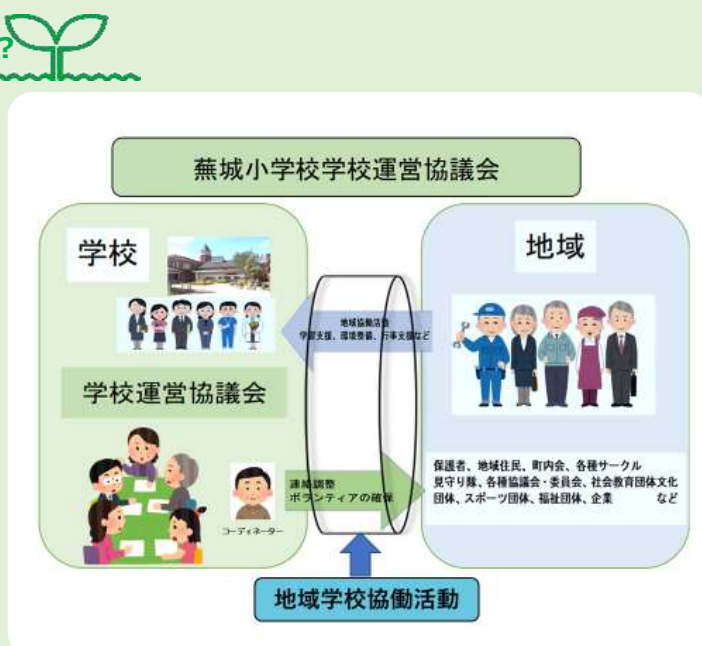 ?
蕪城小学校学校運営協議会
学校
地域
地域協働活動
学習支援、環境整備、行事支援など
学校運営協議会
連絡調整
ボランティアの確保
コーディネーター
保護者、地域住民、町内会、各種サークル
見守り隊、各種協議会・委員会、社会教育団体文化
団体、スポーツ団体、福祉団体、企業 など
地域学校協働活動